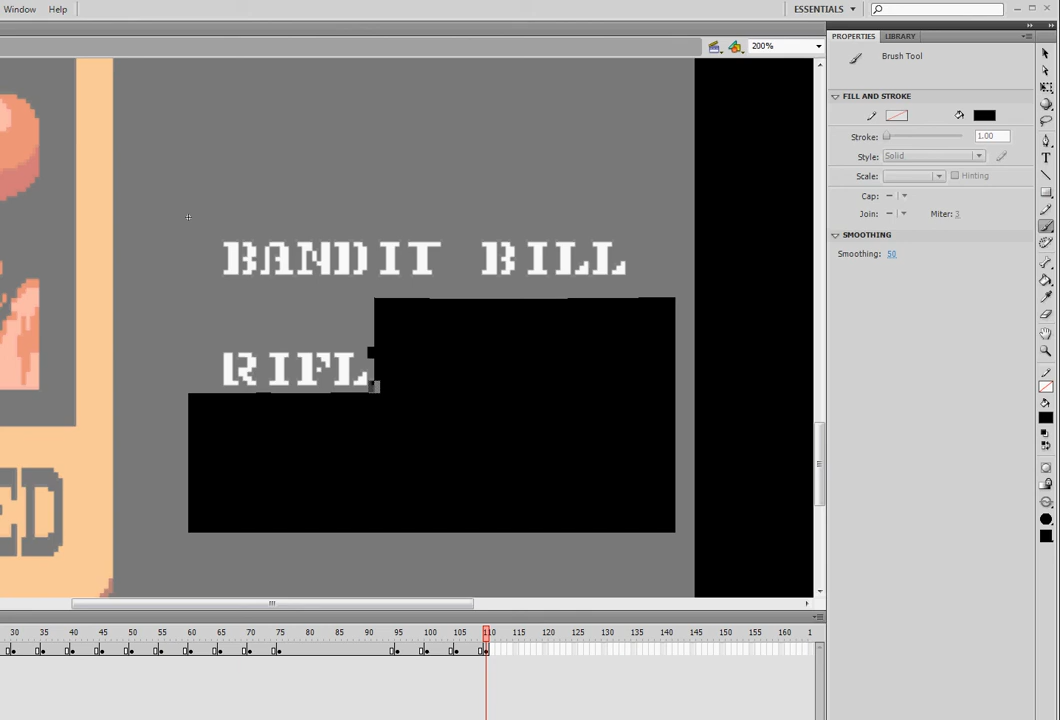 Window Help
ESSENTIALS
200%
PROPERTIES LIBRARY
Brush Tool
FILL AND STROKE
Stroke: 1.00
Style: Solid
Scale: Hinting
Cap:
Join: Miter: 3
SMOOTHING
Smoothing: 50
BANDIT BILL
RIFL
ED
30 35 40 45 50 55 60 65 70 75 80 85 90 95 100 105 110 115 120 125 130 135 140 145 150 155 160 1